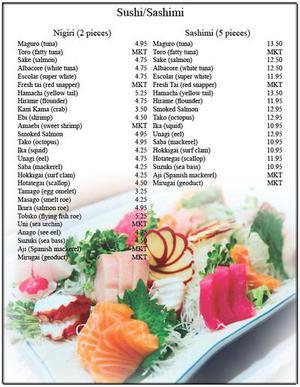 Sushi/Sashimi
Nigiri (2 pieces)
Maguro (tuna) 4.95
Toro (fatty tuna) MKT
Sake (salmon) 4.75
Albacore (white tuna) 4.75
Escolar (super white) 4.75
Fresh tai (red snapper) MKT
Hamachi (yellow tail) 5.25
Hirame (flounder) 4.75
Kani Kama (crab) 3.50
Ebi (shrimp) 4.50
Amaebi (sweet shrimp) MKT
Smoked Salmon 4.95
Tako (octopus) 4.95
Ika (squid) 4.25
Unagi (eel) 4.75
Saba (mackerel) 4.25
Hokkigai (surf clam) 4.25
Hotategai (scallop) 4.50
Tamago (egg omelet) 3.25
Masago (smelt roe) 4.25
Ikura (salmon roe) 4.95
Tobiko (flying fish roe) 5.25
Uni (sea urchin) MKT
Anago (sea eel)
Suzuki (sea bass)
Aji (Spanish mackerel) MKT
Mirugai (geoduct) MKT
Sashimi (5 pieces)
Maguro (tuna) 13.50
Toro (fatty tuna) MKT
Sake (salmon) 12.50
Albacore (white tuna) 12.50
Escolar (super white) 11.95
Fresh Tai (red snapper) MKT
Hamachi (yellow tail) 13.50
Hirame (flounder) 11.95
Smoked Salmon 12.95
Tako (octopus) 12.95
Ika (squid) 10.95
Unagi (eel) 12.95
Saba (mackerel) 10.95
Hokkaigai (surf clam) 10.95
Hotategai (scallop) 11.95
Suzuki (sea bass) 10.95
Aji (Spanish mackerel) MKT
Mirugai (geoduct) MKT